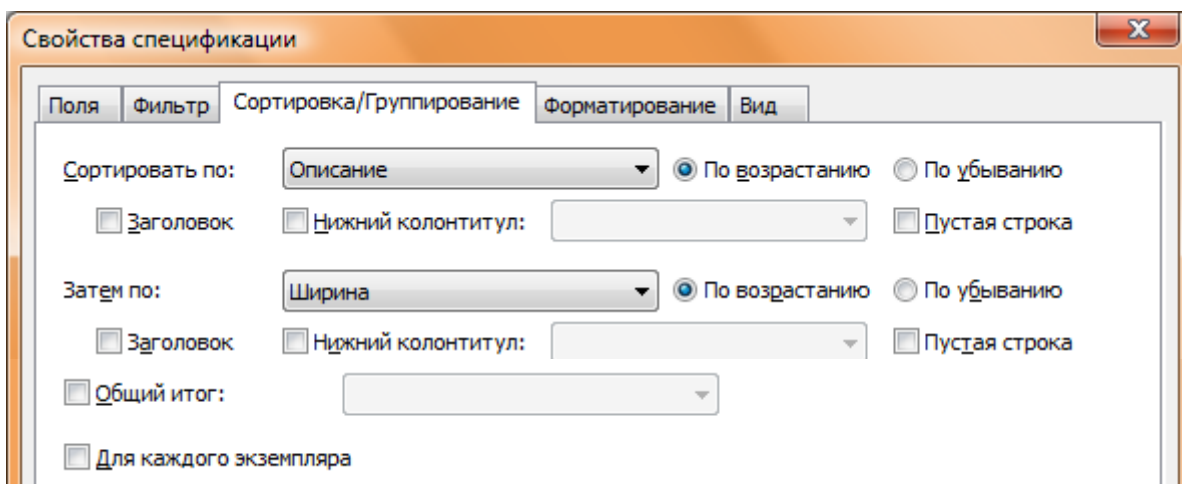 Свойства спецификации
Поля Фильтр Сортировка/Группирование Форматирование Вид
Сортировать по: Описание По возрастанию По убыванию
Заголовок Нижний колонтитул: Пустая строка
Затем по: Ширина По возрастанию По убыванию
Заголовок Нижний колонтитул: Пустая строка
Общий итог:
Для каждого экземпляра